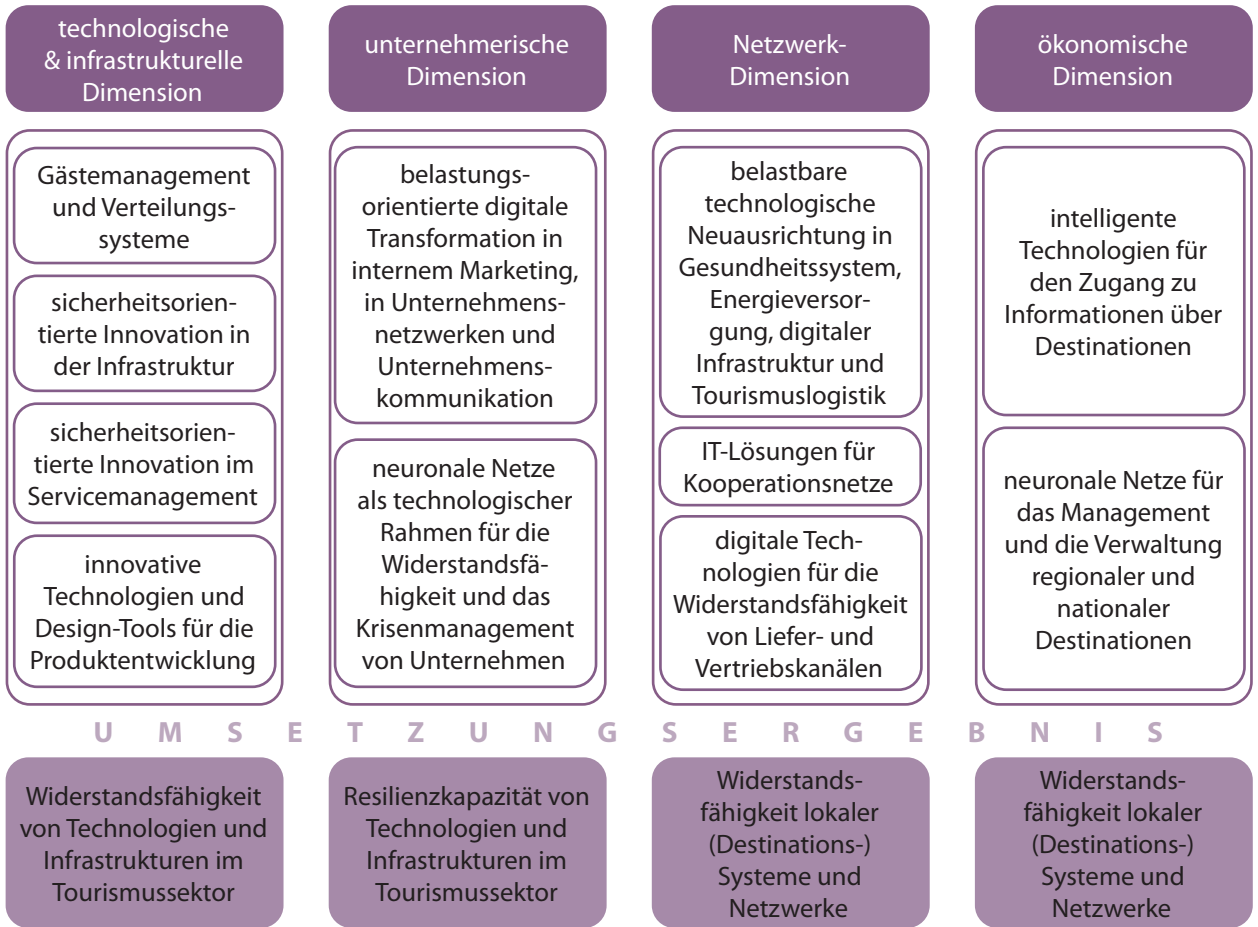 technologische
& infrastrukturelle
Dimension
unternehmerische
Dimension
Netzwerk-
Dimension
ökonomische
Dimension
Gästemanagement
und Verteilungs-
systeme
sicherheitsorien-
tierte Innovation in
der Infrastruktur
sicherheitsorien-
tierte Innovation im
Servicemanagement
innovative
Technologien und
Design-Tools für die
Produktentwicklung
belastungs-
orientierte digitale
Transformation in
internem Marketing,
in Unternehmens-
netzwerken und
Unternehmens-
kommunikation
neuronale Netze
als technologischer
Rahmen für die
Widerstandsfä-
higkeit und das
Krisenmanagement
von Unternehmen
belastbare
technologische
Neuausrichtung in
Gesundheitssystem,
Energieversor-
gung, digitaler
Infrastruktur und
Tourismuslogistik
IT-Lösungen für
Kooperationsnetze
digitale Tech-
nologien für die
Widerstandsfähigkeit
von Liefer- und
Vertriebskanälen
intelligente
Technologien für
den Zugang zu
Informationen über
Destinationen
neuronale Netze für
das Management
und die Verwaltung
regionaler und
nationaler
Destinationen
UMSETZUNGSERGEBNIS
Widerstandsfähigkeit
von Technologien und
Infrastrukturen im
Tourismussektor
Resilienzkapazität von
Technologien und
Infrastrukturen im
Tourismussektor
Widerstands-
fähigkeit lokaler
(Destinations-)
Systeme und
Netzwerke
Widerstands-
fähigkeit lokaler
(Destinations-)
Systeme und
Netzwerke